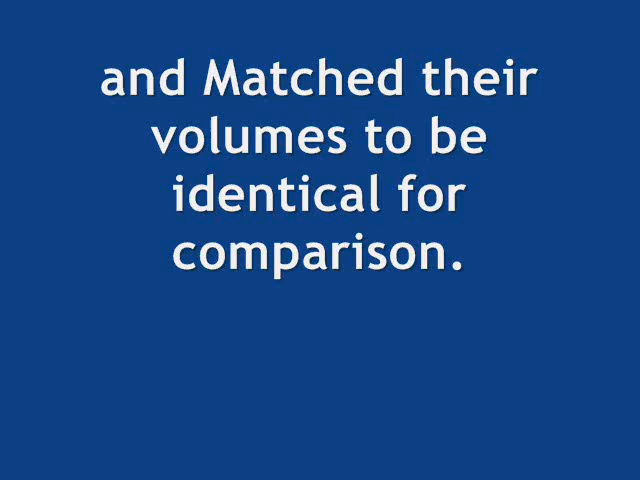 and Matched their
volumes to be
identical for
comparison.